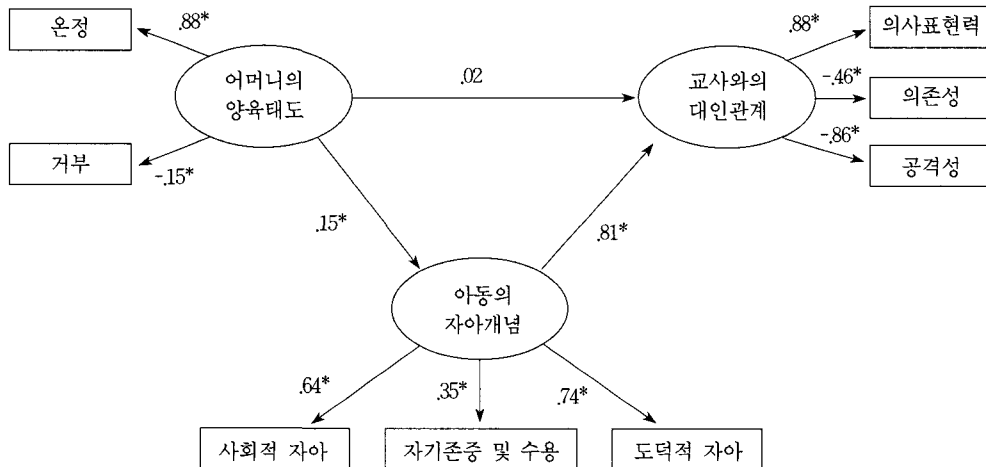 온정
.88*
어머니의
양육태도
거부
-.15*
.02
.88*
의사표현력
교사와의
대인관계
-.46*
의존성
-.86*
공격성
.15*
.81*
아동의
자아개념
.64*
.35*
.74*
사회적 자아
자기존중 및 수용
도덕적 자아